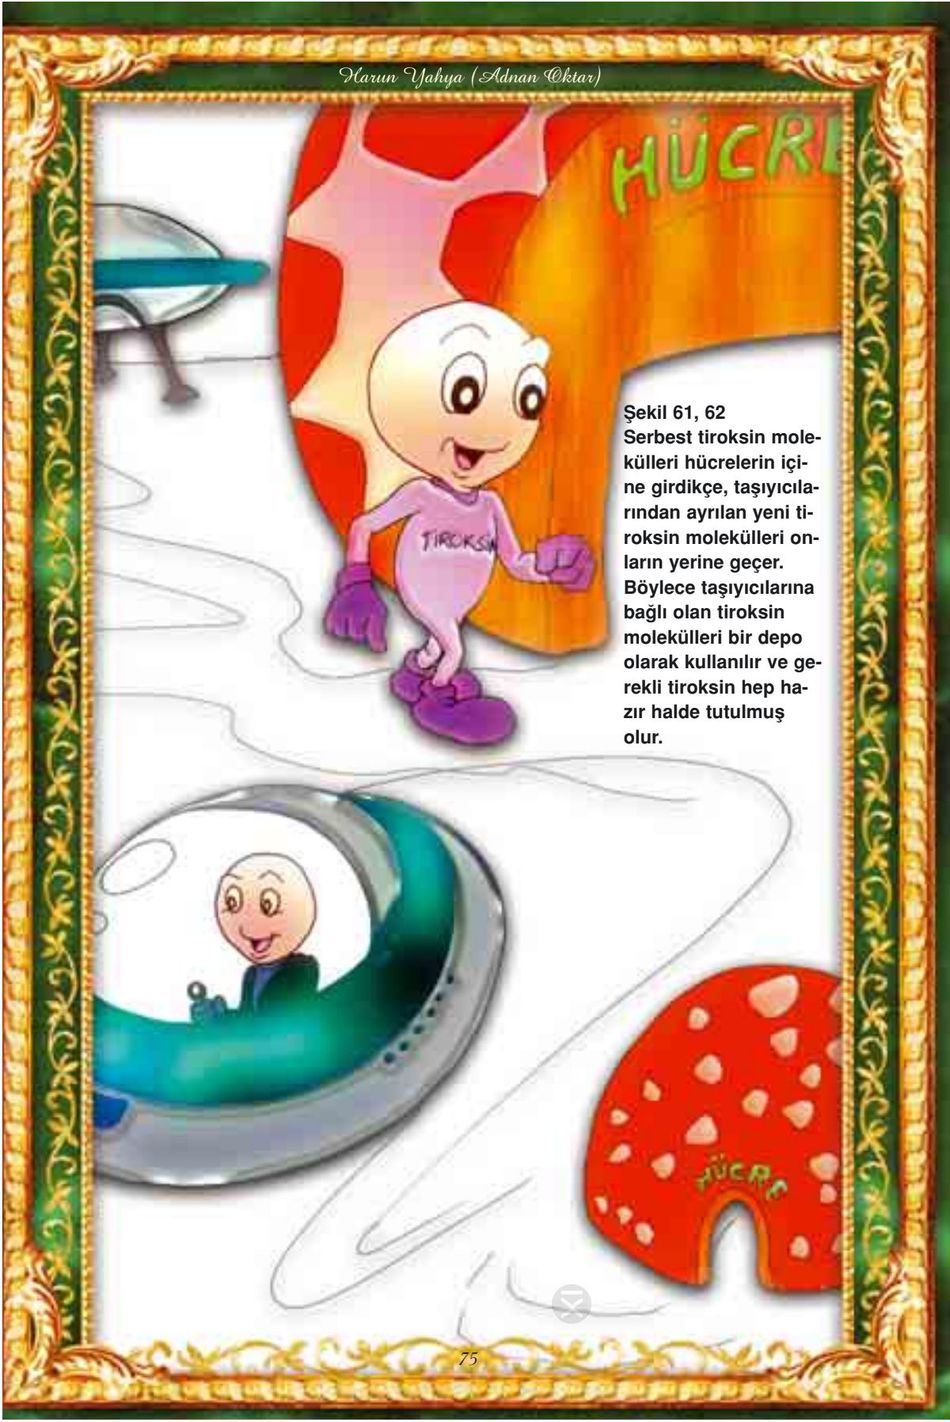 Harun Yahya (Adnan Oktar)
HÜCRE
TİROKSİN
Şekil 61, 62
Serbest tiroksin mole-
külleri hücrelerin içi-
ne girdikçe, taşıyıcıla-
rından ayrılan yeni ti-
roksin molekülleri on-
ların yerine geçer.
Böylece taşıyıcılarına
bağlı olan tiroksin
molekülleri bir depo
olarak kullanılır ve ge-
rekli tiroksin hep ha-
zır halde tutulmuş
olur.
HÜCRE
75